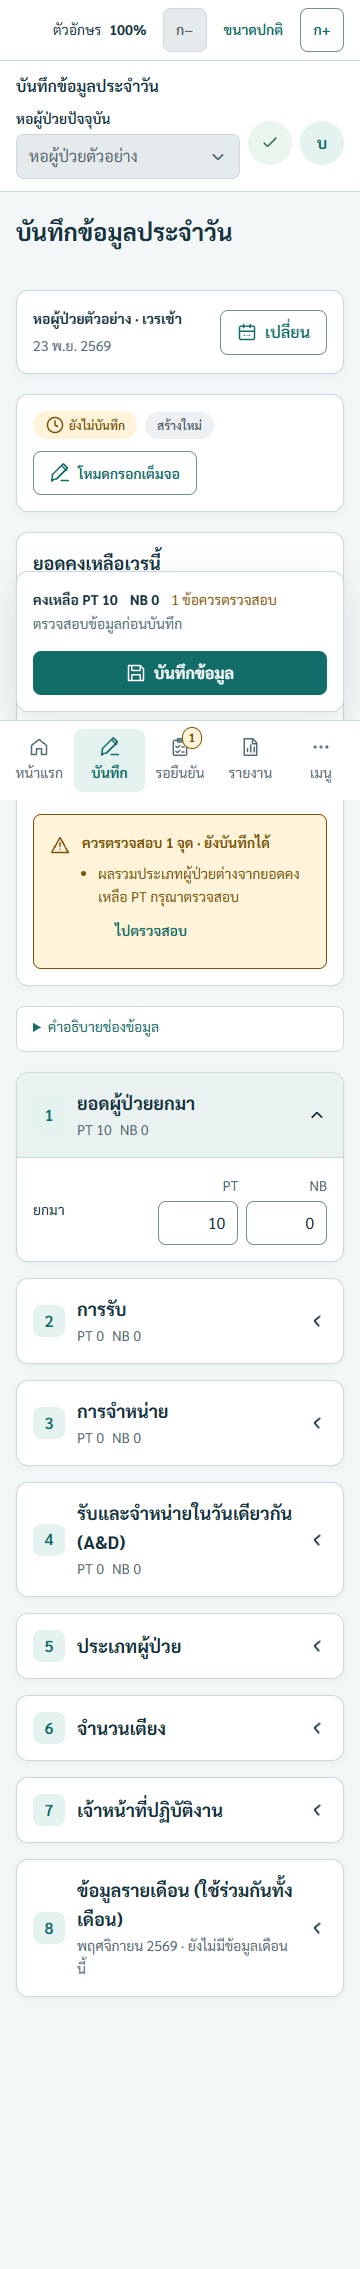 ตัวอักษร 100% ก− ขนาดปกติ ก+
บันทึกข้อมูลประจำวัน
หอผู้ป่วยปัจจุบัน
หอผู้ป่วยตัวอย่าง
บ
บันทึกข้อมูลประจำวัน
หอผู้ป่วยตัวอย่าง · เวรเช้า
23 พ.ย. 2569
เปลี่ยน
ยังไม่บันทึก สร้างใหม่
โหมดกรอกเต็มจอ
ยอดคงเหลือเวรนี้
คงเหลือ PT 10 NB 0 1 ข้อควรตรวจสอบ
ตรวจสอบข้อมูลก่อนบันทึก
บันทึกข้อมูล
1
หน้าแรก บันทึก รอยืนยัน รายงาน เมนู
ควรตรวจสอบ 1 จุด · ยังบันทึกได้
• ผลรวมประเภทผู้ป่วยต่างจากยอดคง
เหลือ PT กรุณาตรวจสอบ
ไปตรวจสอบ
คำอธิบายช่องข้อมูล
1 ยอดผู้ป่วยยกมา
PT 10 NB 0
PT NB
ยกมา 10 0
2 การรับ
PT 0 NB 0
3 การจำหน่าย
PT 0 NB 0
4 รับและจำหน่ายในวันเดียวกัน
(A&D)
PT 0 NB 0
5 ประเภทผู้ป่วย
6 จำนวนเตียง
7 เจ้าหน้าที่ปฏิบัติงาน
8 ข้อมูลรายเดือน (ใช้ร่วมกันทั้ง
เดือน)
พฤศจิกายน 2569 · ยังไม่มีข้อมูลเดือน
นี้